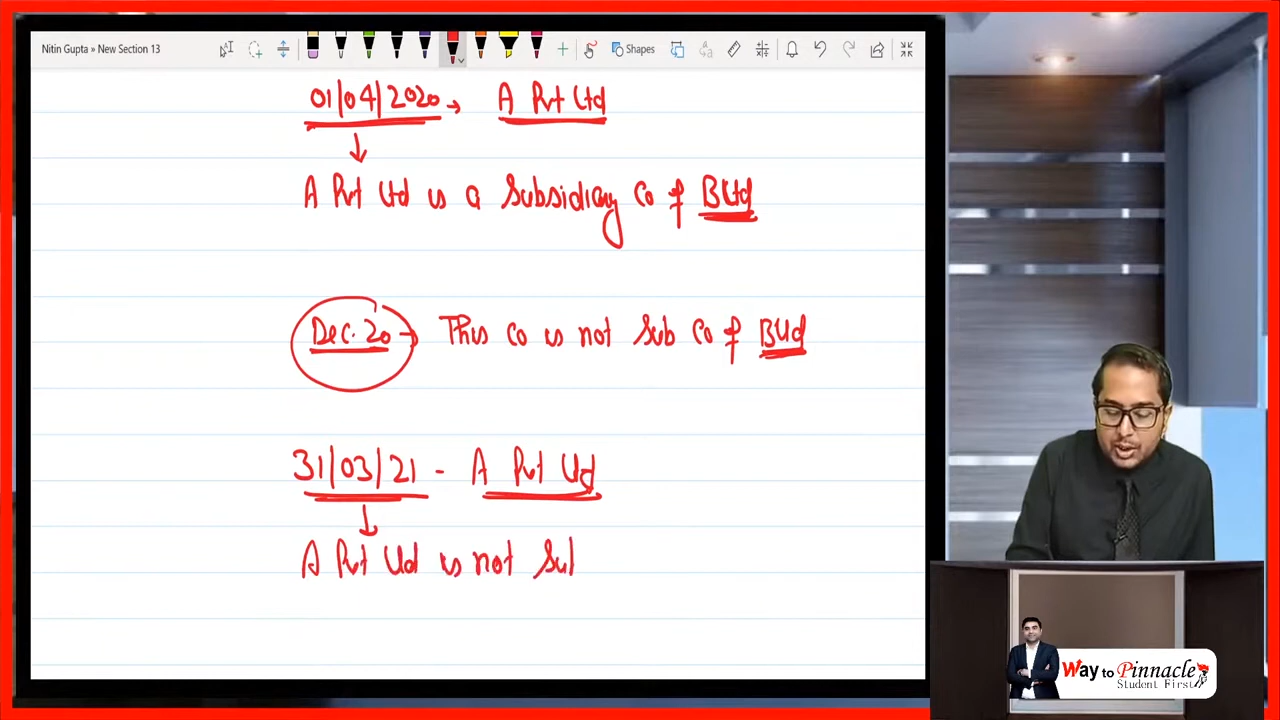 Nitin Gupta » New Section 13
Shapes
01/04/2020 → A Pvt Ltd
A Pvt Ltd is a Subsidiary Co of B Ltd
Dec. 20 → This Co is not Sub Co of B Ltd
31/03/21 - A Pvt Ltd
A Pvt Ltd is not Sub
Way to Pinnacle
Student First